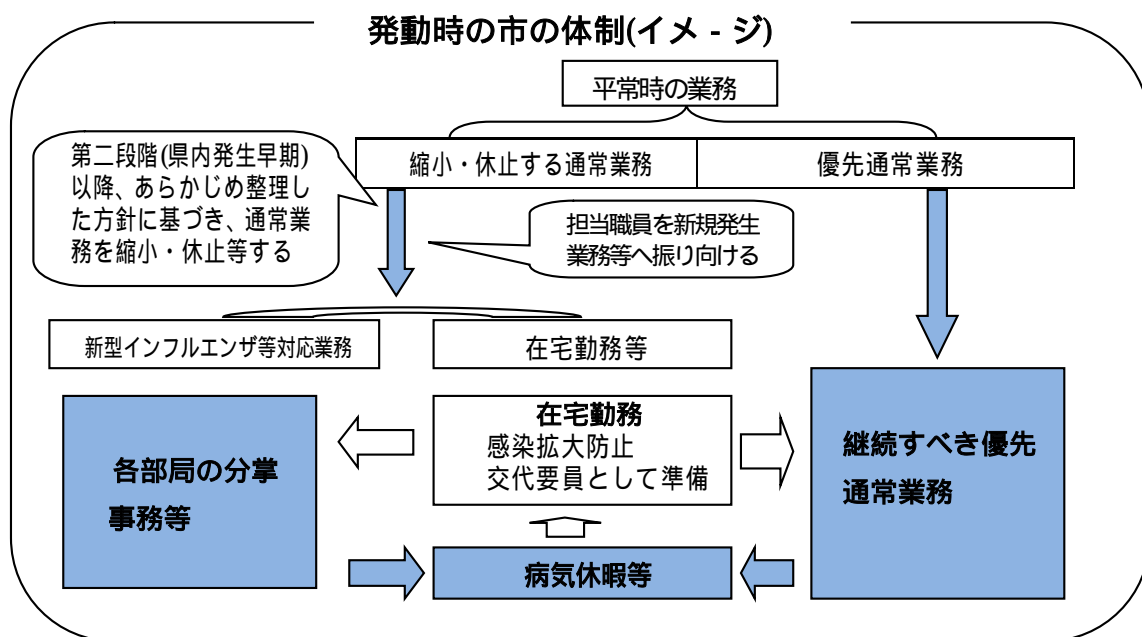 発動時の市の体制(イメ - ジ)
平常時の業務
縮小・休止する通常業務
優先通常業務
第二段階(県内発生早期)
以降、あらかじめ整理し
た方針に基づき、通常業
務を縮小・休止等する
担当職員を新規発生
業務等へ振り向ける
新型インフルエンザ等対応業務
在宅勤務等
各部局の分掌
事務等
在宅勤務
感染拡大防止
交代要員として準備
継続すべき優先
通常業務
病気休暇等